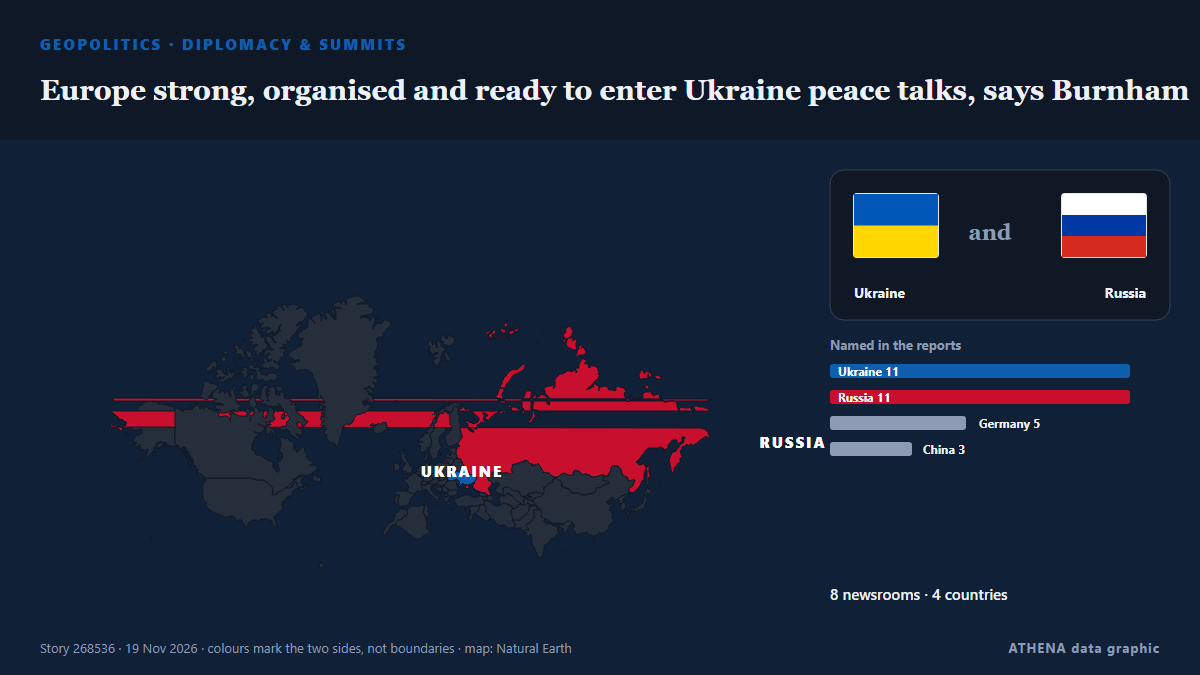 GEOPOLITICS · DIPLOMACY & SUMMITS
Europe strong, organised and ready to enter Ukraine peace talks, says Burnham
and
Ukraine
Russia
Named in the reports
Ukraine 11
Russia 11
Germany 5
China 3
RUSSIA
UKRAINE
8 newsrooms · 4 countries
Story 268536 · 19 Nov 2026 · colours mark the two sides, not boundaries · map: Natural Earth
ATHENA data graphic